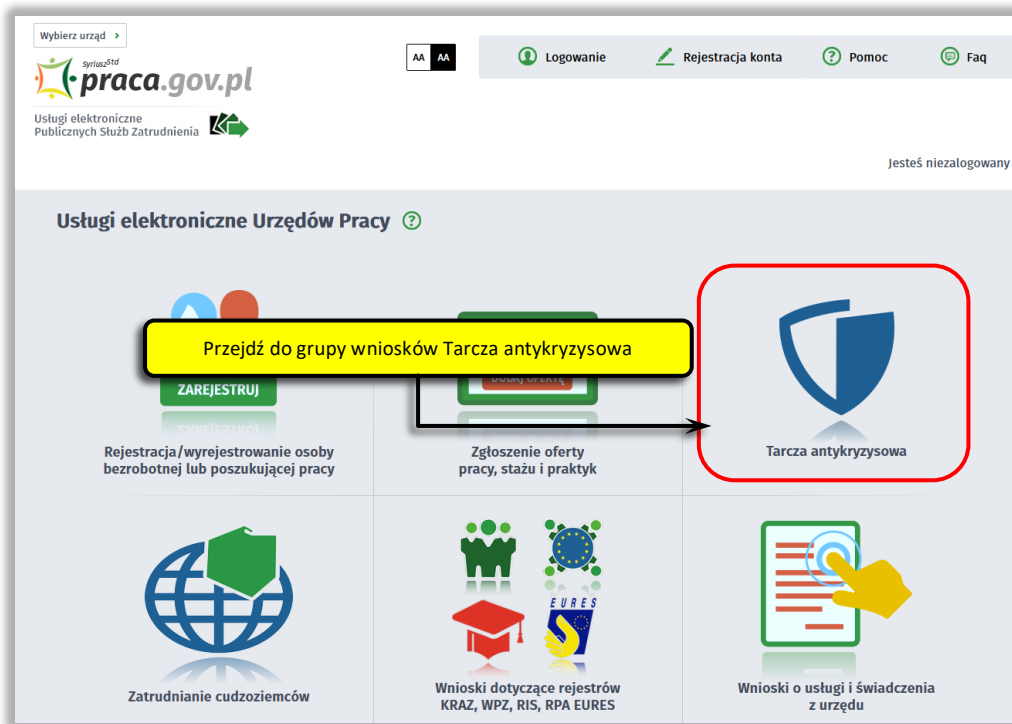 Wybierz urząd >
AA AA
Logowanie
Rejestracja konta
? Pomoc
Faq
Syriusz Std
praca.gov.pl
Usługi elektroniczne
Publicznych Służb Zatrudnienia
Jesteś niezalogowany
Usługi elektroniczne Urzędów Pracy ?
Przejdź do grupy wniosków Tarcza antykryzysowa
ZAREJESTRUJ
DODAJ OFERTĘ
Rejestracja/wyrejestrowanie osoby
bezrobotnej lub poszukującej pracy
Zgłoszenie oferty
pracy, stażu i praktyk
Tarcza antykryzysowa
EURES
Zatrudnianie cudzoziemców
Wnioski dotyczące rejestrów
KRAZ, WPZ, RIS, RPA EURES
Wnioski o usługi i świadczenia
z urzędu